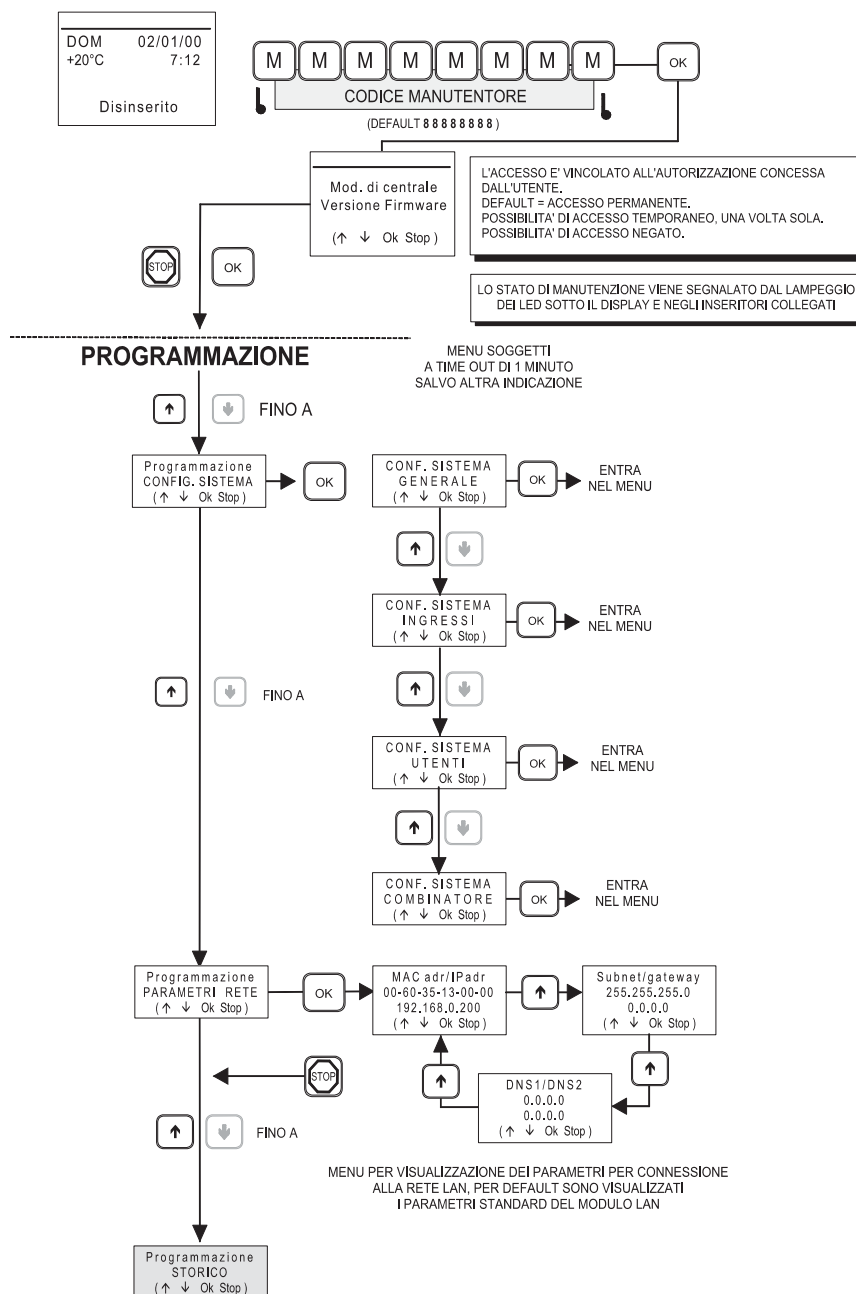 DOM 02/01/00
+20°C 7:12
Disinserito
M M M M M M M M OK
CODICE MANUTENTORE
(DEFAULT 8 8 8 8 8 8 8 8 )
Mod. di centrale
Versione Firmware
(↑ ↓ Ok Stop)
L'ACCESSO E' VINCOLATO ALL'AUTORIZZAZIONE CONCESSA
DALL'UTENTE.
DEFAULT = ACCESSO PERMANENTE.
POSSIBILITA' DI ACCESSO TEMPORANEO, UNA VOLTA SOLA.
POSSIBILITA' DI ACCESSO NEGATO.
STOP OK
LO STATO DI MANUTENZIONE VIENE SEGNALATO DAL LAMPEGGIO
DEI LED SOTTO IL DISPLAY E NEGLI INSERITORI COLLEGATI
PROGRAMMAZIONE
MENU SOGGETTI
A TIME OUT DI 1 MINUTO
SALVO ALTRA INDICAZIONE
↑ ↓ FINO A
Programmazione
CONFIG. SISTEMA
(↑ ↓ Ok Stop)
OK
CONF. SISTEMA
GENERALE
(↑ ↓ Ok Stop)
OK
ENTRA
NEL MENU
↑ ↓
CONF. SISTEMA
INGRESSI
(↑ ↓ Ok Stop)
OK
ENTRA
NEL MENU
↑ ↓ FINO A
↑ ↓
CONF. SISTEMA
UTENTI
(↑ ↓ Ok Stop)
OK
ENTRA
NEL MENU
↑ ↓
CONF. SISTEMA
COMBINATORE
(↑ ↓ Ok Stop)
OK
ENTRA
NEL MENU
Programmazione
PARAMETRI RETE
(↑ ↓ Ok Stop)
OK
MAC adr/IPadr
00-60-35-13-00-00
192.168.0.200
(↑ ↓ Ok Stop)
↑
Subnet/gateway
255.255.255.0
0.0.0.0
(↑ ↓ Ok Stop)
STOP
↑
DNS1/DNS2
0.0.0.0
0.0.0.0
(↑ ↓ Ok Stop)
↑
↑ ↓ FINO A
MENU PER VISUALIZZAZIONE DEI PARAMETRI PER CONNESSIONE
ALLA RETE LAN, PER DEFAULT SONO VISUALIZZATI
I PARAMETRI STANDARD DEL MODULO LAN
Programmazione
STORICO
(↑ ↓ Ok Stop)